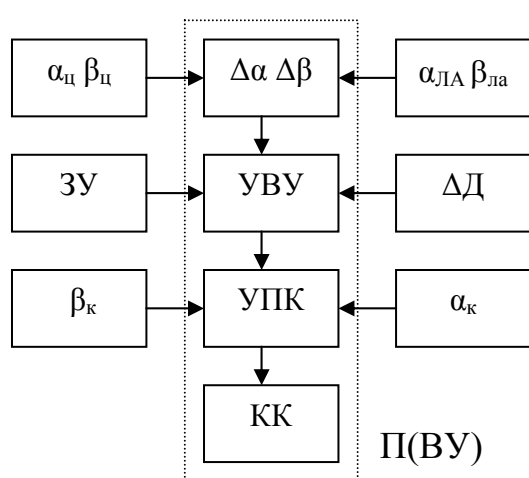 αц βц
Δα Δβ
αЛА βла
ЗУ
УВУ
ΔД
βк
УПК
αк
КК
П(ВУ)